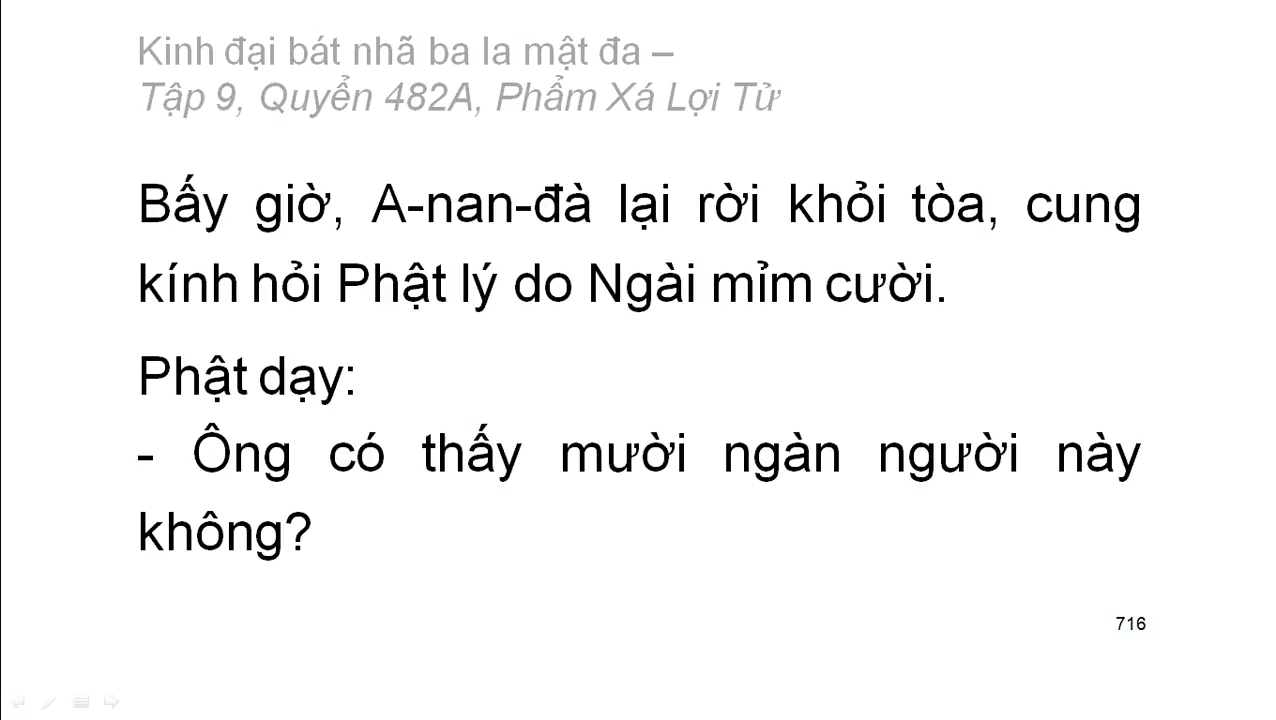 Kinh đại bát nhã ba la mật đa –
Tập 9, Quyển 482A, Phẩm Xá Lợi Tử
Bấy giờ, A-nan-đà lại rời khỏi tòa, cung
kính hỏi Phật lý do Ngài mỉm cười.
Phật dạy:
- Ông có thấy mười ngàn người này
không?
716